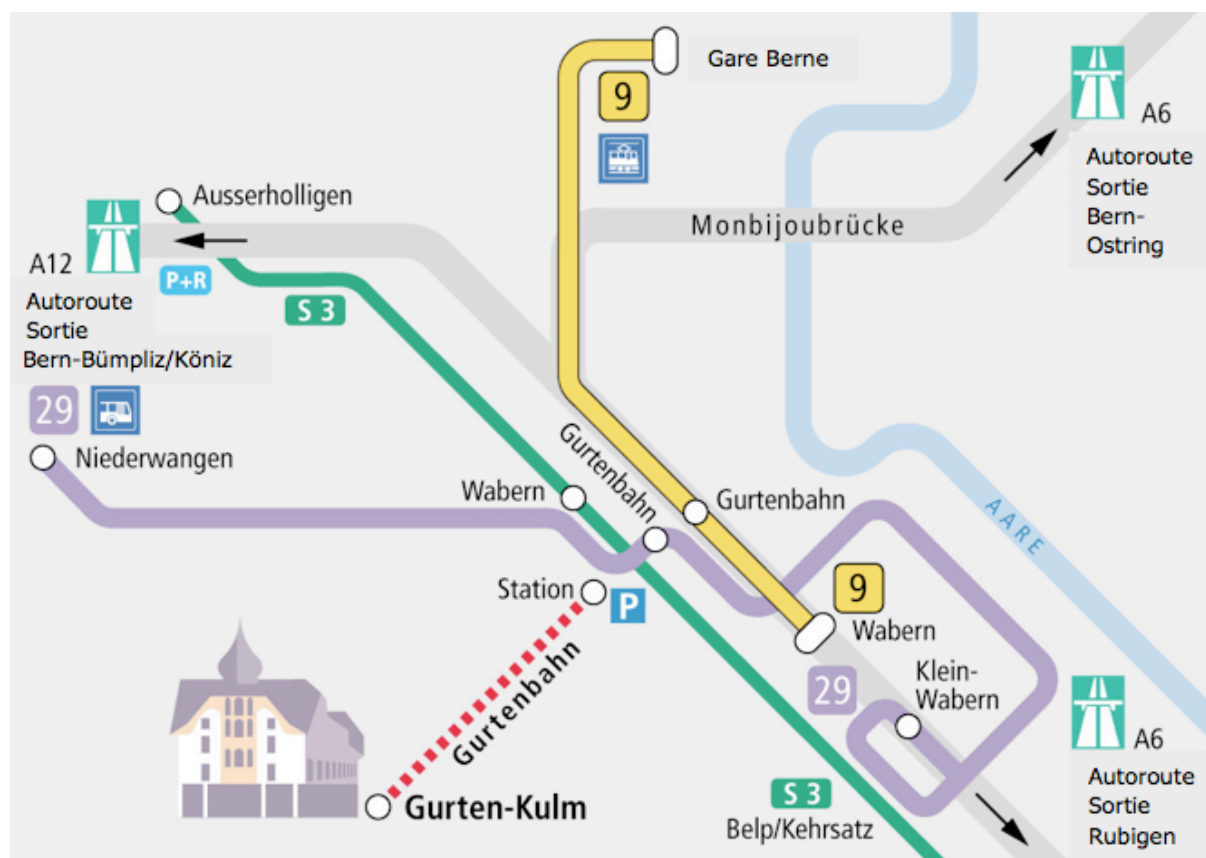 Gare Berne
9
A6
Autoroute
Sortie
Bern-
Ostring
Monbijoubrücke
Ausserholligen
A12
P+R
Autoroute
Sortie
Bern-Bümpliz/Köniz
S 3
29
Niederwangen
Wabern
Gurtenbahn
Gurtenbahn
AARE
Station
P
9
Wabern
Klein-
Wabern
29
Gurtenbahn
Gurten-Kulm
S 3
Belp/Kehrsatz
A6
Autoroute
Sortie
Rubigen